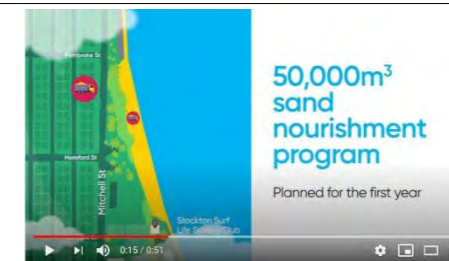 Pembroke St
Hereford St
Mitchell St
Stockton Surf
Life Saving Club
50,000m³
sand
nourishment
program
Planned for the first year
0:15 / 0:51